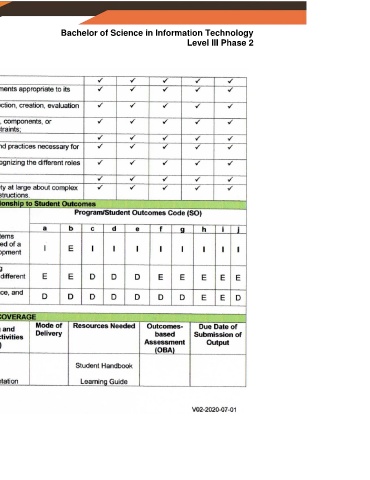 Bachelor of Science in Information Technology
Level III Phase 2
✓ ✓ ✓ ✓ ✓
ments appropriate to its ✓ ✓ ✓ ✓ ✓
ction, creation, evaluation ✓ ✓ ✓ ✓ ✓
, components, or ✓ ✓ ✓ ✓ ✓
traints;
✓ ✓ ✓ ✓ ✓
nd practices necessary for ✓ ✓ ✓ ✓ ✓
ognizing the different roles ✓ ✓ ✓ ✓ ✓
✓ ✓ ✓ ✓ ✓
ety at large about complex ✓ ✓ ✓ ✓ ✓
structions.
ionship to Student Outcomes
Program/Student Outcomes Code (SO)
a b c d e f g h i j
tems
ed of a I E I I I I I I I I
opment
g
different E E D D D E E E E E
ce, and D D D D D D D E E D
COVERAGE
g and Mode of Resources Needed Outcomes- Due Date of
ctivities Delivery based Submission of
) Assessment Output
(OBA)
Student Handbook
tation Learning Guide
V02-2020-07-01